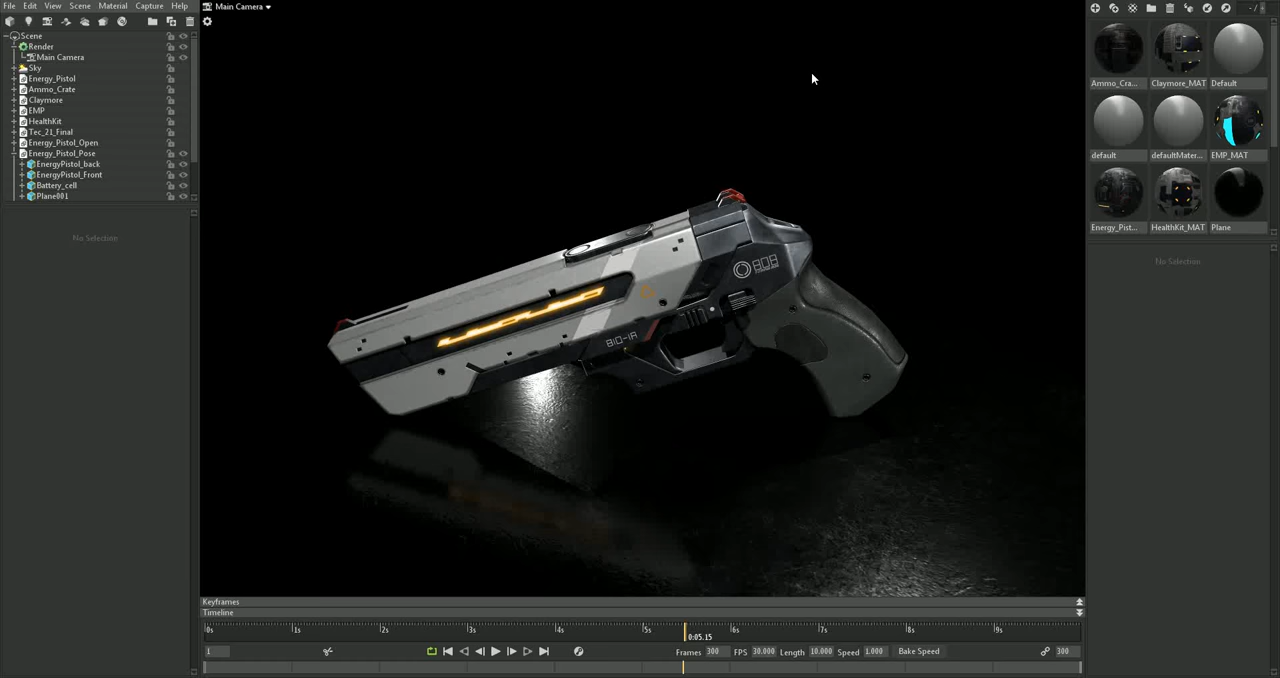 File Edit View Scene Material Capture Help
Main Camera
Scene
Render
Main Camera
Sky
Energy_Pistol
Ammo_Crate
Claymore
EMP
HealthKit
Tec_21_Final
Energy_Pistol_Open
Energy_Pistol_Pose
EnergyPistol_back
EnergyPistol_Front
Battery_cell
Plane001
No Selection
808
BIO-IR
Ammo_Cra... Claymore_MAT Default
default defaultMater... EMP_MAT
Energy_Pist... HealthKit_MAT Plane
No Selection
Keyframes
Timeline
0s 1s 2s 3s 4s 5s 6s 7s 8s 9s
0:05.15
1 Frames 300 FPS 30.000 Length 10.000 Speed 1.000 Bake Speed 300